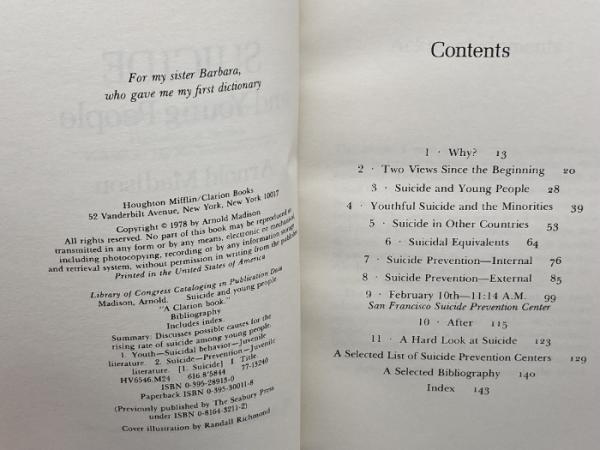 For my sister Barbara,
who gave me my first dictionary
Houghton Mifflin/Clarion Books
52 Vanderbilt Avenue, New York, New York 10017
Copyright © 1978 by Arnold Madison
All rights reserved. No part of this book may be reproduced or
transmitted in any form or by any means, electronic or mechanical,
including photocopying, recording or by any information storage
and retrieval system, without permission in writing from the publisher.
Printed in the United States of America
Library of Congress Cataloging in Publication Data
Madison, Arnold. Suicide and young people
"A Clarion book."
Bibliography
Includes index.
Summary: Discusses possible causes for the
rising rate of suicide among young people.
1. Youth—Suicidal behavior—Juvenile
literature. 2. Suicide—Prevention—Juvenile
literature. [1. Suicide] I Title
HV6546.M24 616.8'5844 77-13240
ISBN 0-395-28913-0
Paperback ISBN 0-395-30011-8
(Previously published by The Seabury Press
under ISBN 0-8164-3211-2)
Cover illustration by Randall Richmond
Contents
1 · Why? 13
2 · Two Views Since the Beginning 20
3 · Suicide and Young People 28
4 · Youthful Suicide and the Minorities 39
5 · Suicide in Other Countries 53
6 · Suicidal Equivalents 64
7 · Suicide Prevention—Internal 76
8 · Suicide Prevention—External 85
9 · February 10th—11:14 A.M. 99
San Francisco Suicide Prevention Center
10 · After 115
11 · A Hard Look at Suicide 123
A Selected List of Suicide Prevention Centers 129
A Selected Bibliography 140
Index 143